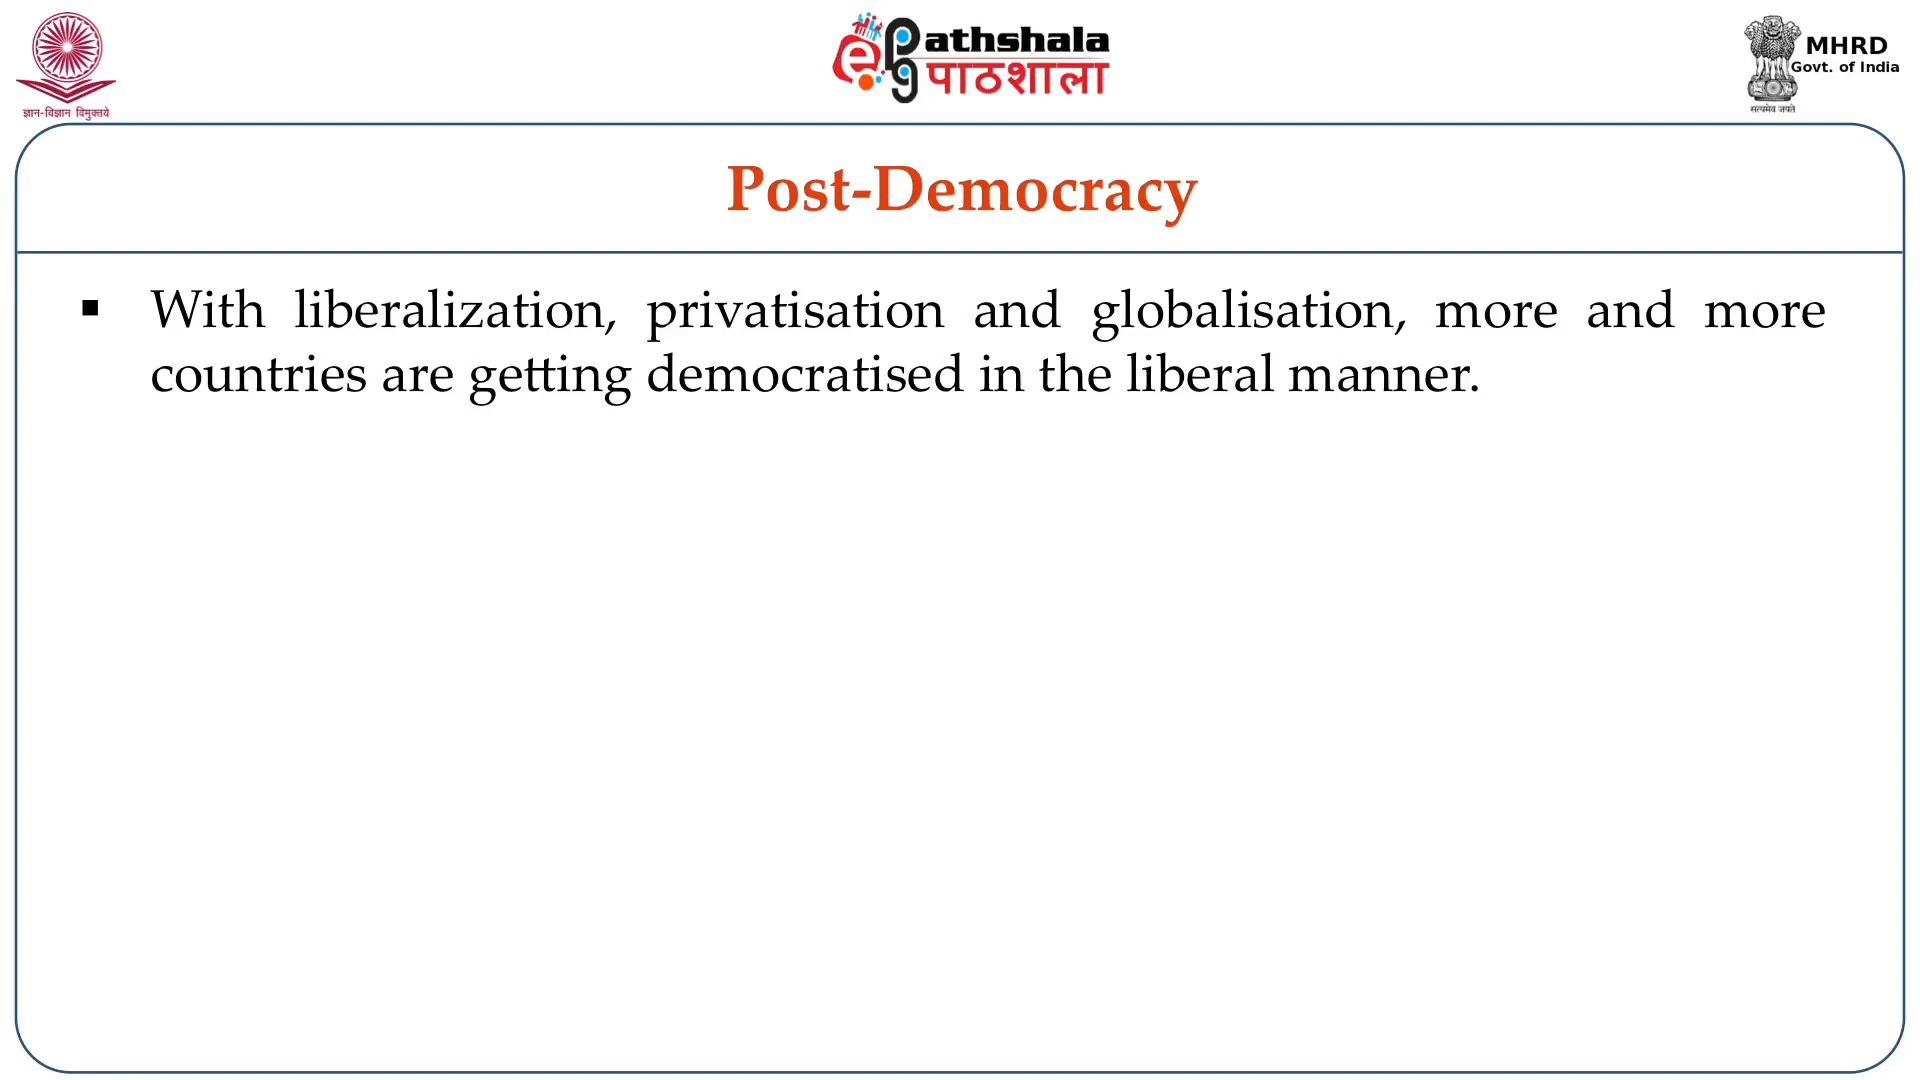 ज्ञान-विज्ञान विमुक्तये
ePathshala
पाठशाला
MHRD
Govt. of India
सत्यमेव जयते
Post-Democracy
▪ With liberalization, privatisation and globalisation, more and more
countries are getting democratised in the liberal manner.